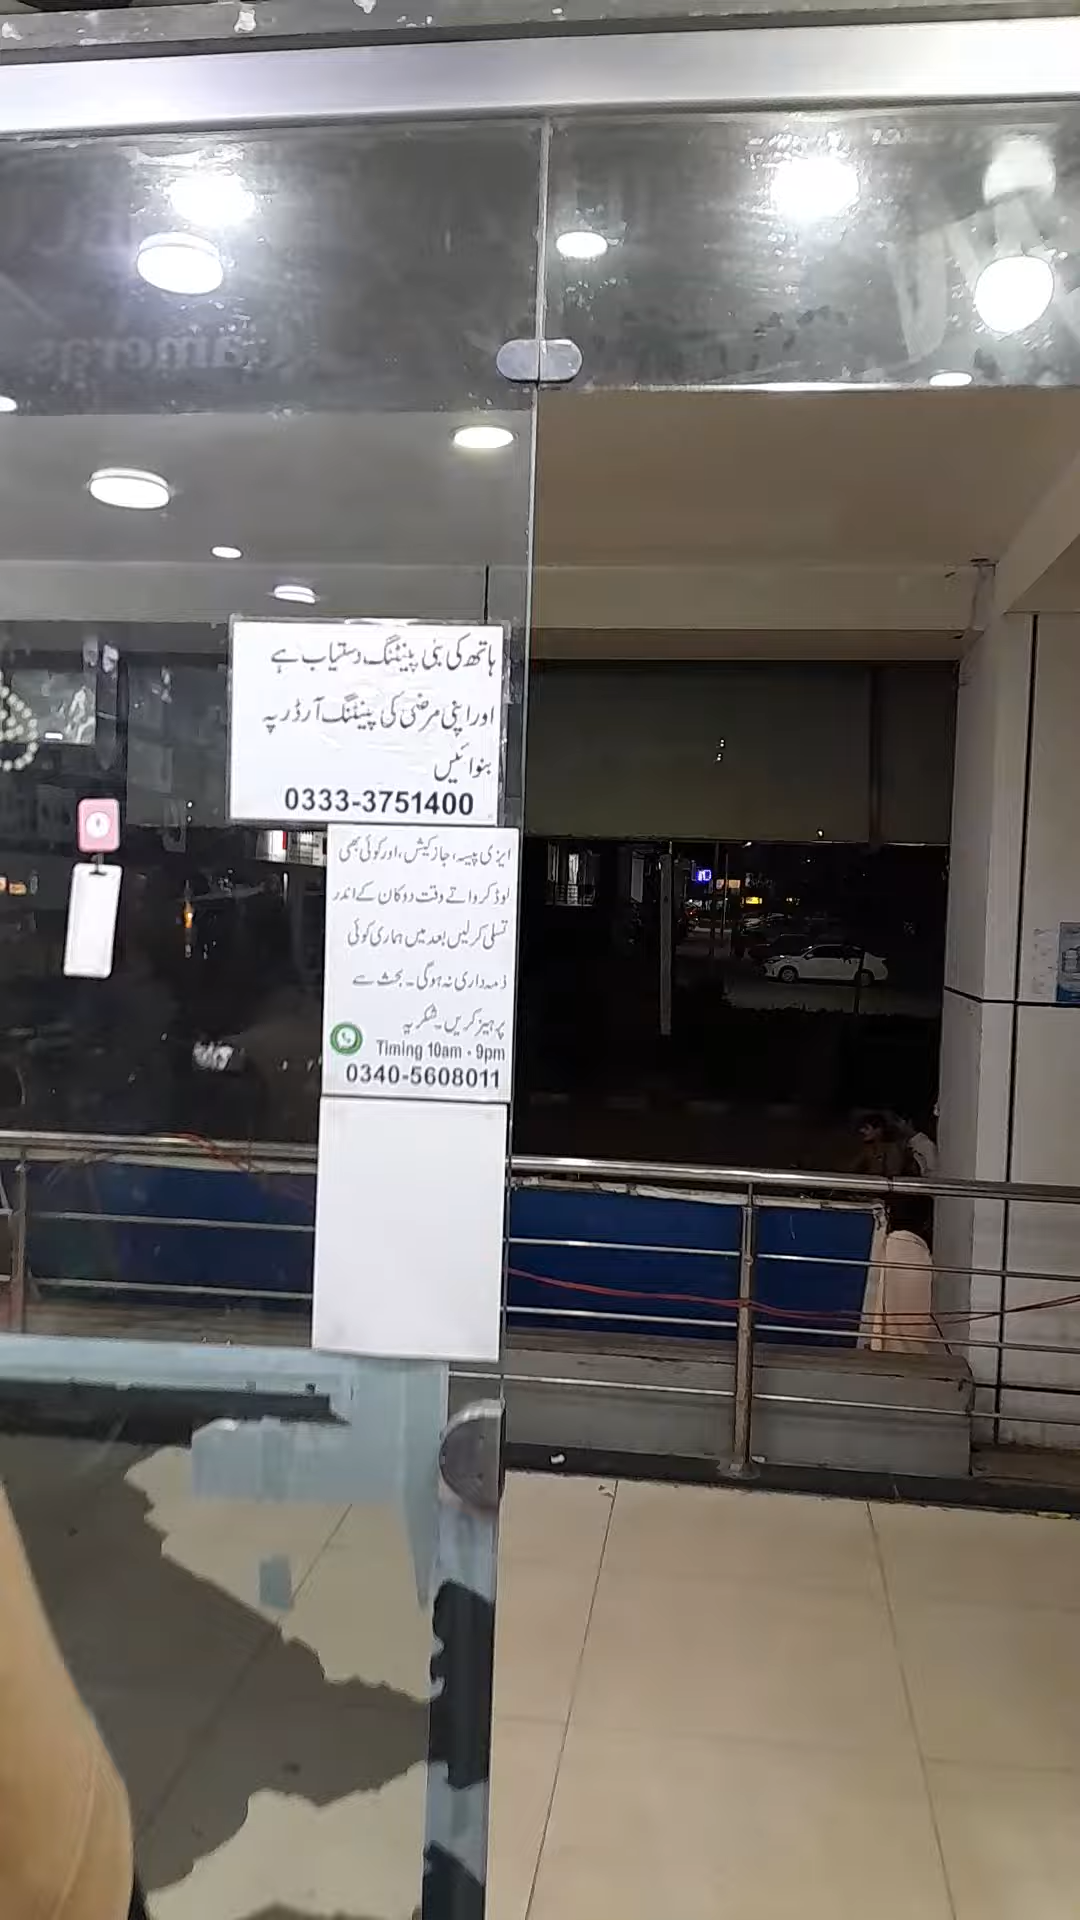 ہاتھ کی بنی پینٹنگ دستیاب ہے
اور اپنی مرضی کی پینٹنگ آرڈر پہ
بنوائیں
0333-3751400
ایزی پیسہ، جاز کیش، اور کوئی بھی
لوڈ کرواتے وقت دوکان کے اندر
تسلی کر لیں بعد میں ہماری کوئی
ذمہ داری نہ ہوگی۔ بحث سے
پرہیز کریں۔ شکریہ
Timing 10am - 9pm
0340-5608011